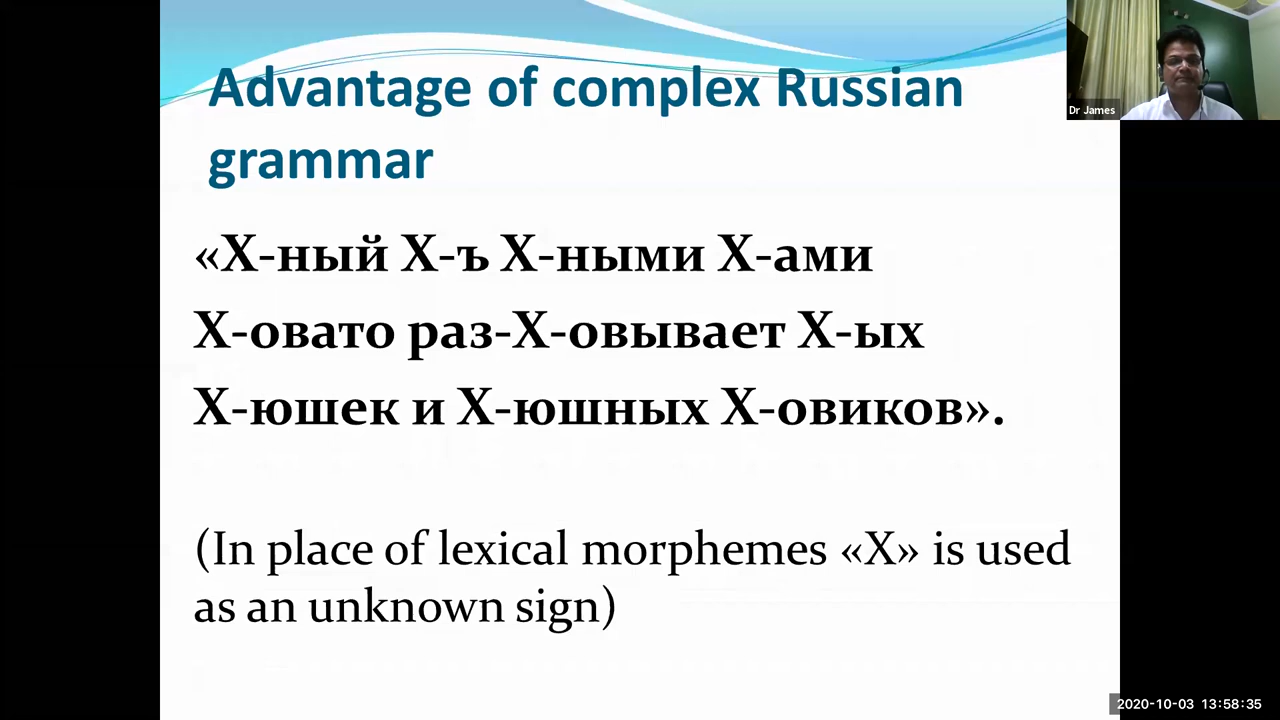 Advantage of complex Russian
grammar
«Х-ный Х-ъ Х-ными Х-ами
Х-овато раз-Х-овывает Х-ых
Х-юшек и Х-юшных Х-овиков».
(In place of lexical morphemes «X» is used
as an unknown sign)
Dr James
2020-10-03 13:58:35